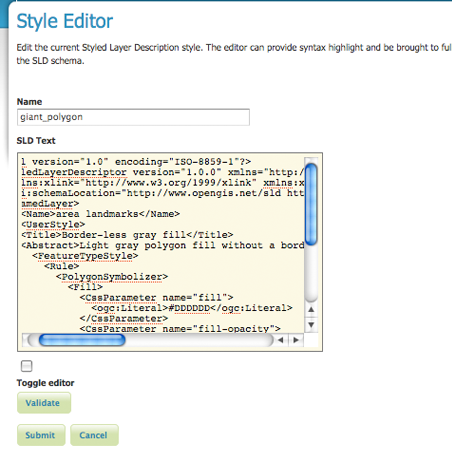 Style Editor
Edit the current Styled Layer Description style. The editor can provide syntax highlight and be brought to ful
the SLD schema.
Name
giant_polygon
SLD Text
l version="1.0" encoding="ISO-8859-1"?>
ledLayerDescriptor version="1.0.0" xmlns="http:/
lns:xlink="http://www.w3.org/1999/xlink" xmlns:x
i:schemaLocation="http://www.opengis.net/sld htt
amedLayer>
<Name>area landmarks</Name>
<UserStyle>
<Title>Border-less gray fill</Title>
<Abstract>Light gray polygon fill without a bord
<FeatureTypeStyle>
<Rule>
<PolygonSymbolizer>
<Fill>
<CssParameter name="fill">
<ogc:Literal>#DDDDDD</ogc:Literal>
</CssParameter>
<CssParameter name="fill-opacity">
Toggle editor
Validate
Submit Cancel